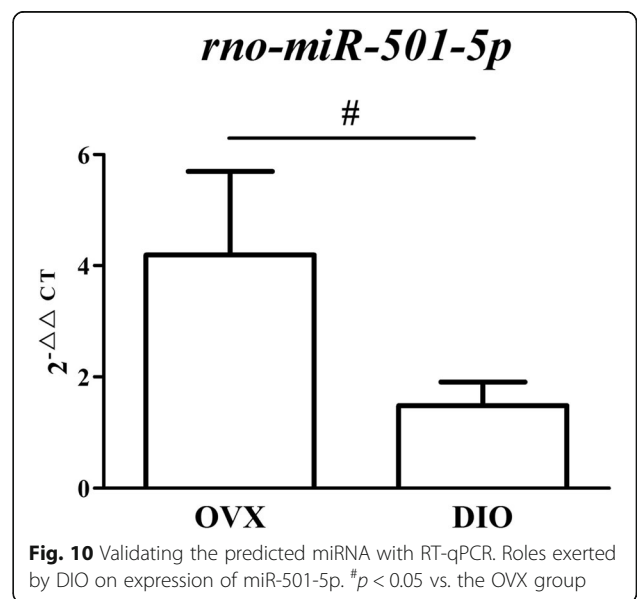 rno-miR-501-5p
#
6
4
2
0
2^-△△CT
OVX DIO
Fig. 10 Validating the predicted miRNA with RT-qPCR. Roles exerted
by DIO on expression of miR-501-5p. #p < 0.05 vs. the OVX group